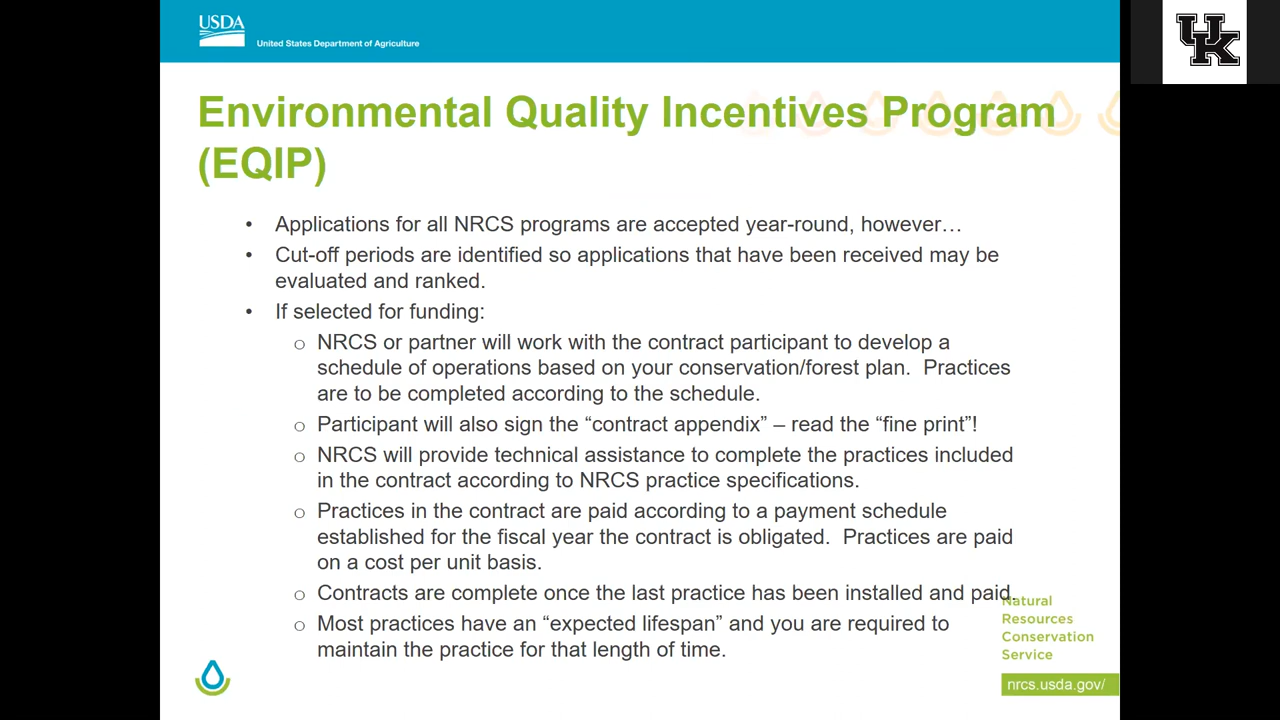 USDA
United States Department of Agriculture
UK
Environmental Quality Incentives Program
(EQIP)
• Applications for all NRCS programs are accepted year-round, however…
• Cut-off periods are identified so applications that have been received may be
evaluated and ranked.
• If selected for funding:
o NRCS or partner will work with the contract participant to develop a
schedule of operations based on your conservation/forest plan.  Practices
are to be completed according to the schedule.
o Participant will also sign the “contract appendix” – read the “fine print”!
o NRCS will provide technical assistance to complete the practices included
in the contract according to NRCS practice specifications.
o Practices in the contract are paid according to a payment schedule
established for the fiscal year the contract is obligated.  Practices are paid
on a cost per unit basis.
o Contracts are complete once the last practice has been installed and paid.
o Most practices have an “expected lifespan” and you are required to
maintain the practice for that length of time.
Natural
Resources
Conservation
Service
nrcs.usda.gov/